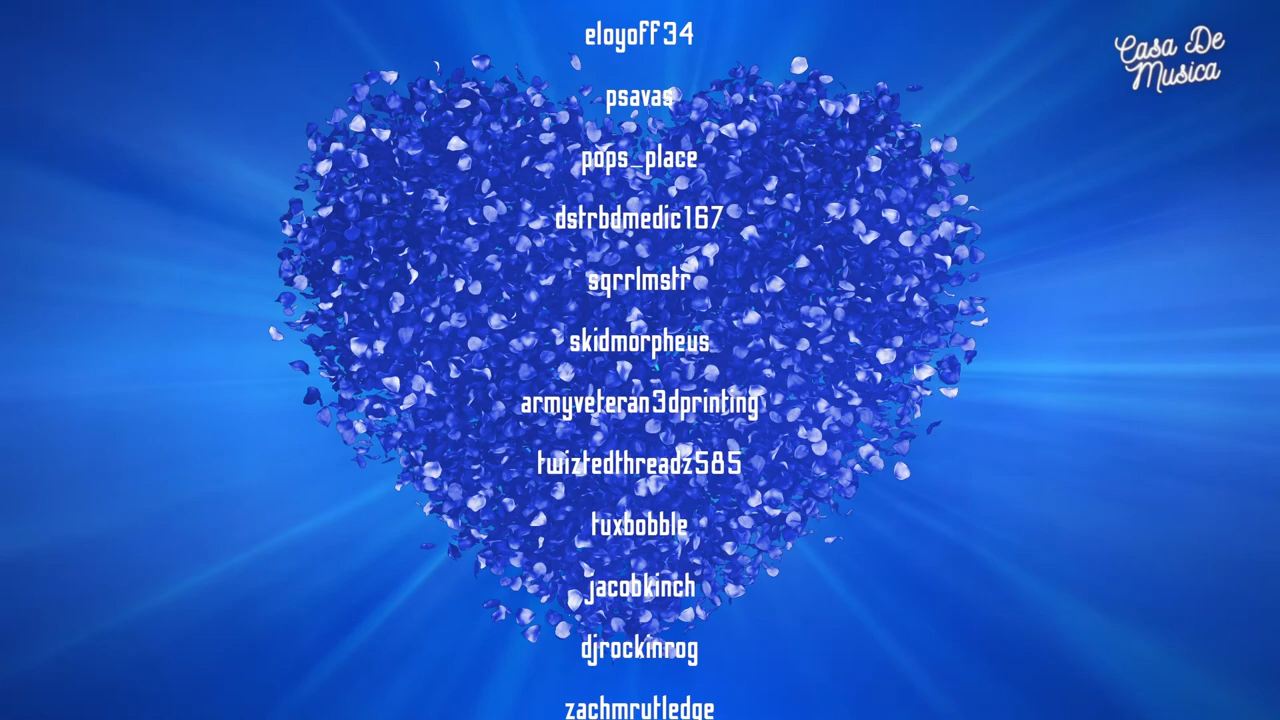 eloyoff34
Casa De
Musica
psavas
pops_place
dstrbdmedic167
sqrrlmstr
skidmorpheus
armyveteran3dprinting
twiztedthreadz585
tuxbobble
jacobkinch
djrockinrog
zachmrutledge